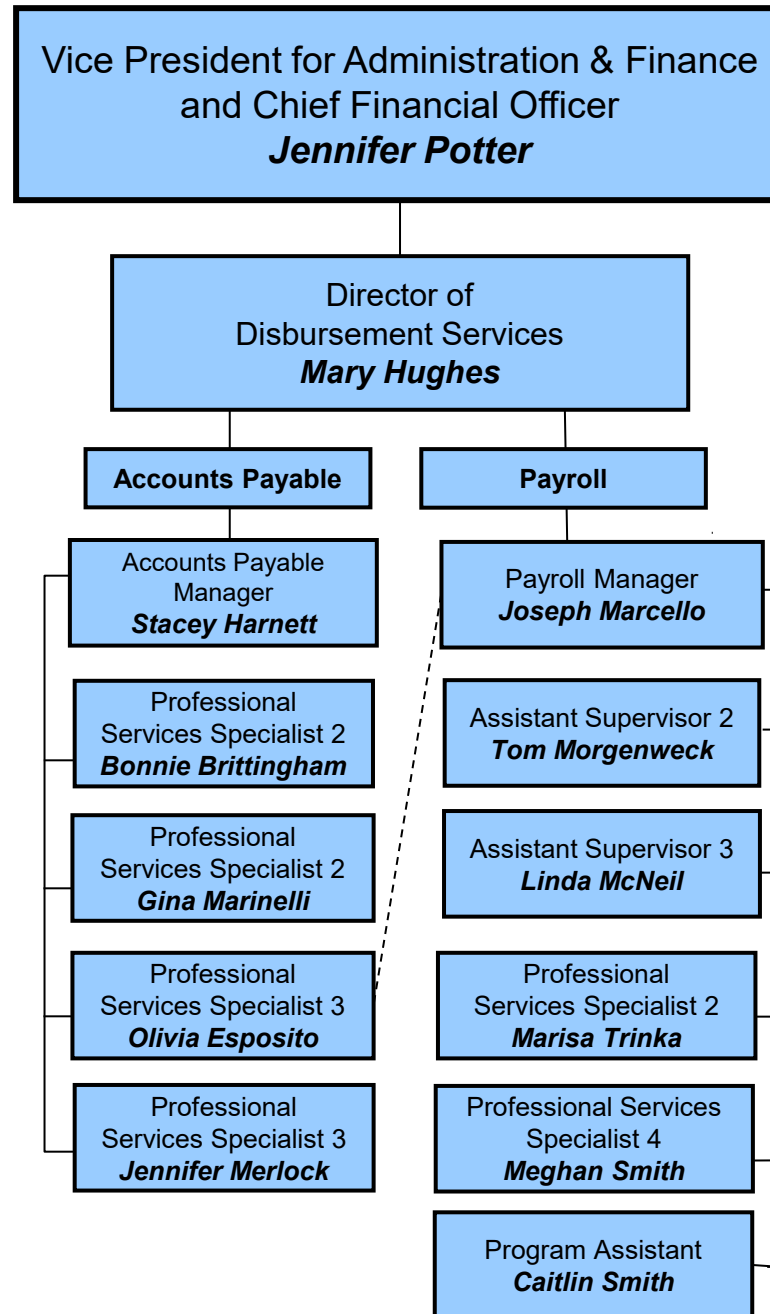 Vice President for Administration & Finance
and Chief Financial Officer
Jennifer Potter
Director of
Disbursement Services
Mary Hughes
Accounts Payable
Payroll
Accounts Payable
Manager
Stacey Harnett
Professional
Services Specialist 2
Bonnie Brittingham
Professional
Services Specialist 2
Gina Marinelli
Professional
Services Specialist 3
Olivia Esposito
Professional
Services Specialist 3
Jennifer Merlock
Payroll Manager
Joseph Marcello
Assistant Supervisor 2
Tom Morgenweck
Assistant Supervisor 3
Linda McNeil
Professional
Services Specialist 2
Marisa Trinka
Professional Services
Specialist 4
Meghan Smith
Program Assistant
Caitlin Smith